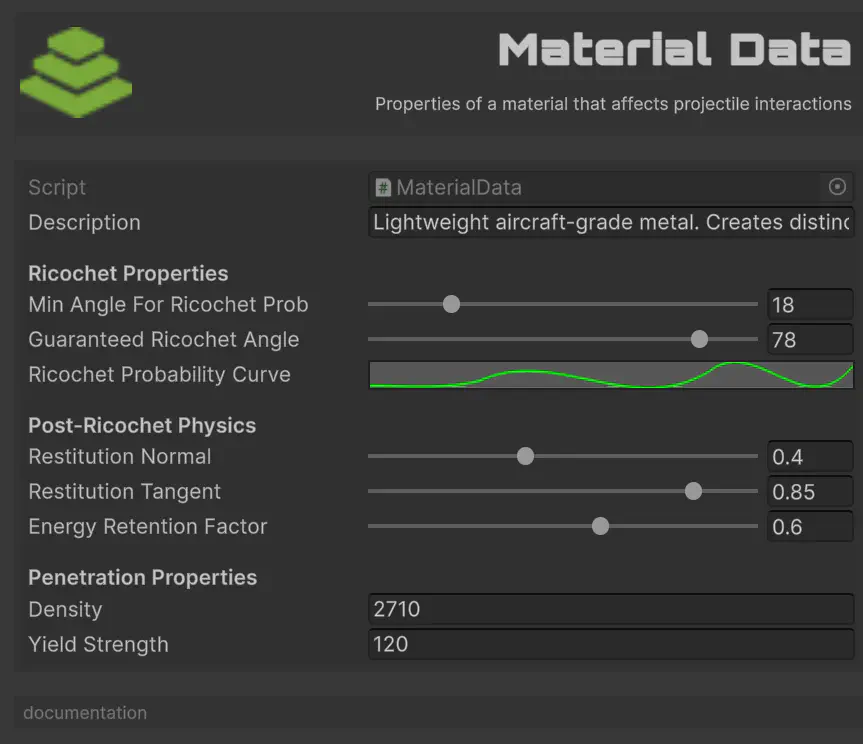 Material Data
Properties of a material that affects projectile interactions
Script
# MaterialData
Description
Lightweight aircraft-grade metal. Creates distinc
Ricochet Properties
Min Angle For Ricochet Prob
18
Guaranteed Ricochet Angle
78
Ricochet Probability Curve
Post-Ricochet Physics
Restitution Normal
0.4
Restitution Tangent
0.85
Energy Retention Factor
0.6
Penetration Properties
Density
2710
Yield Strength
120
documentation